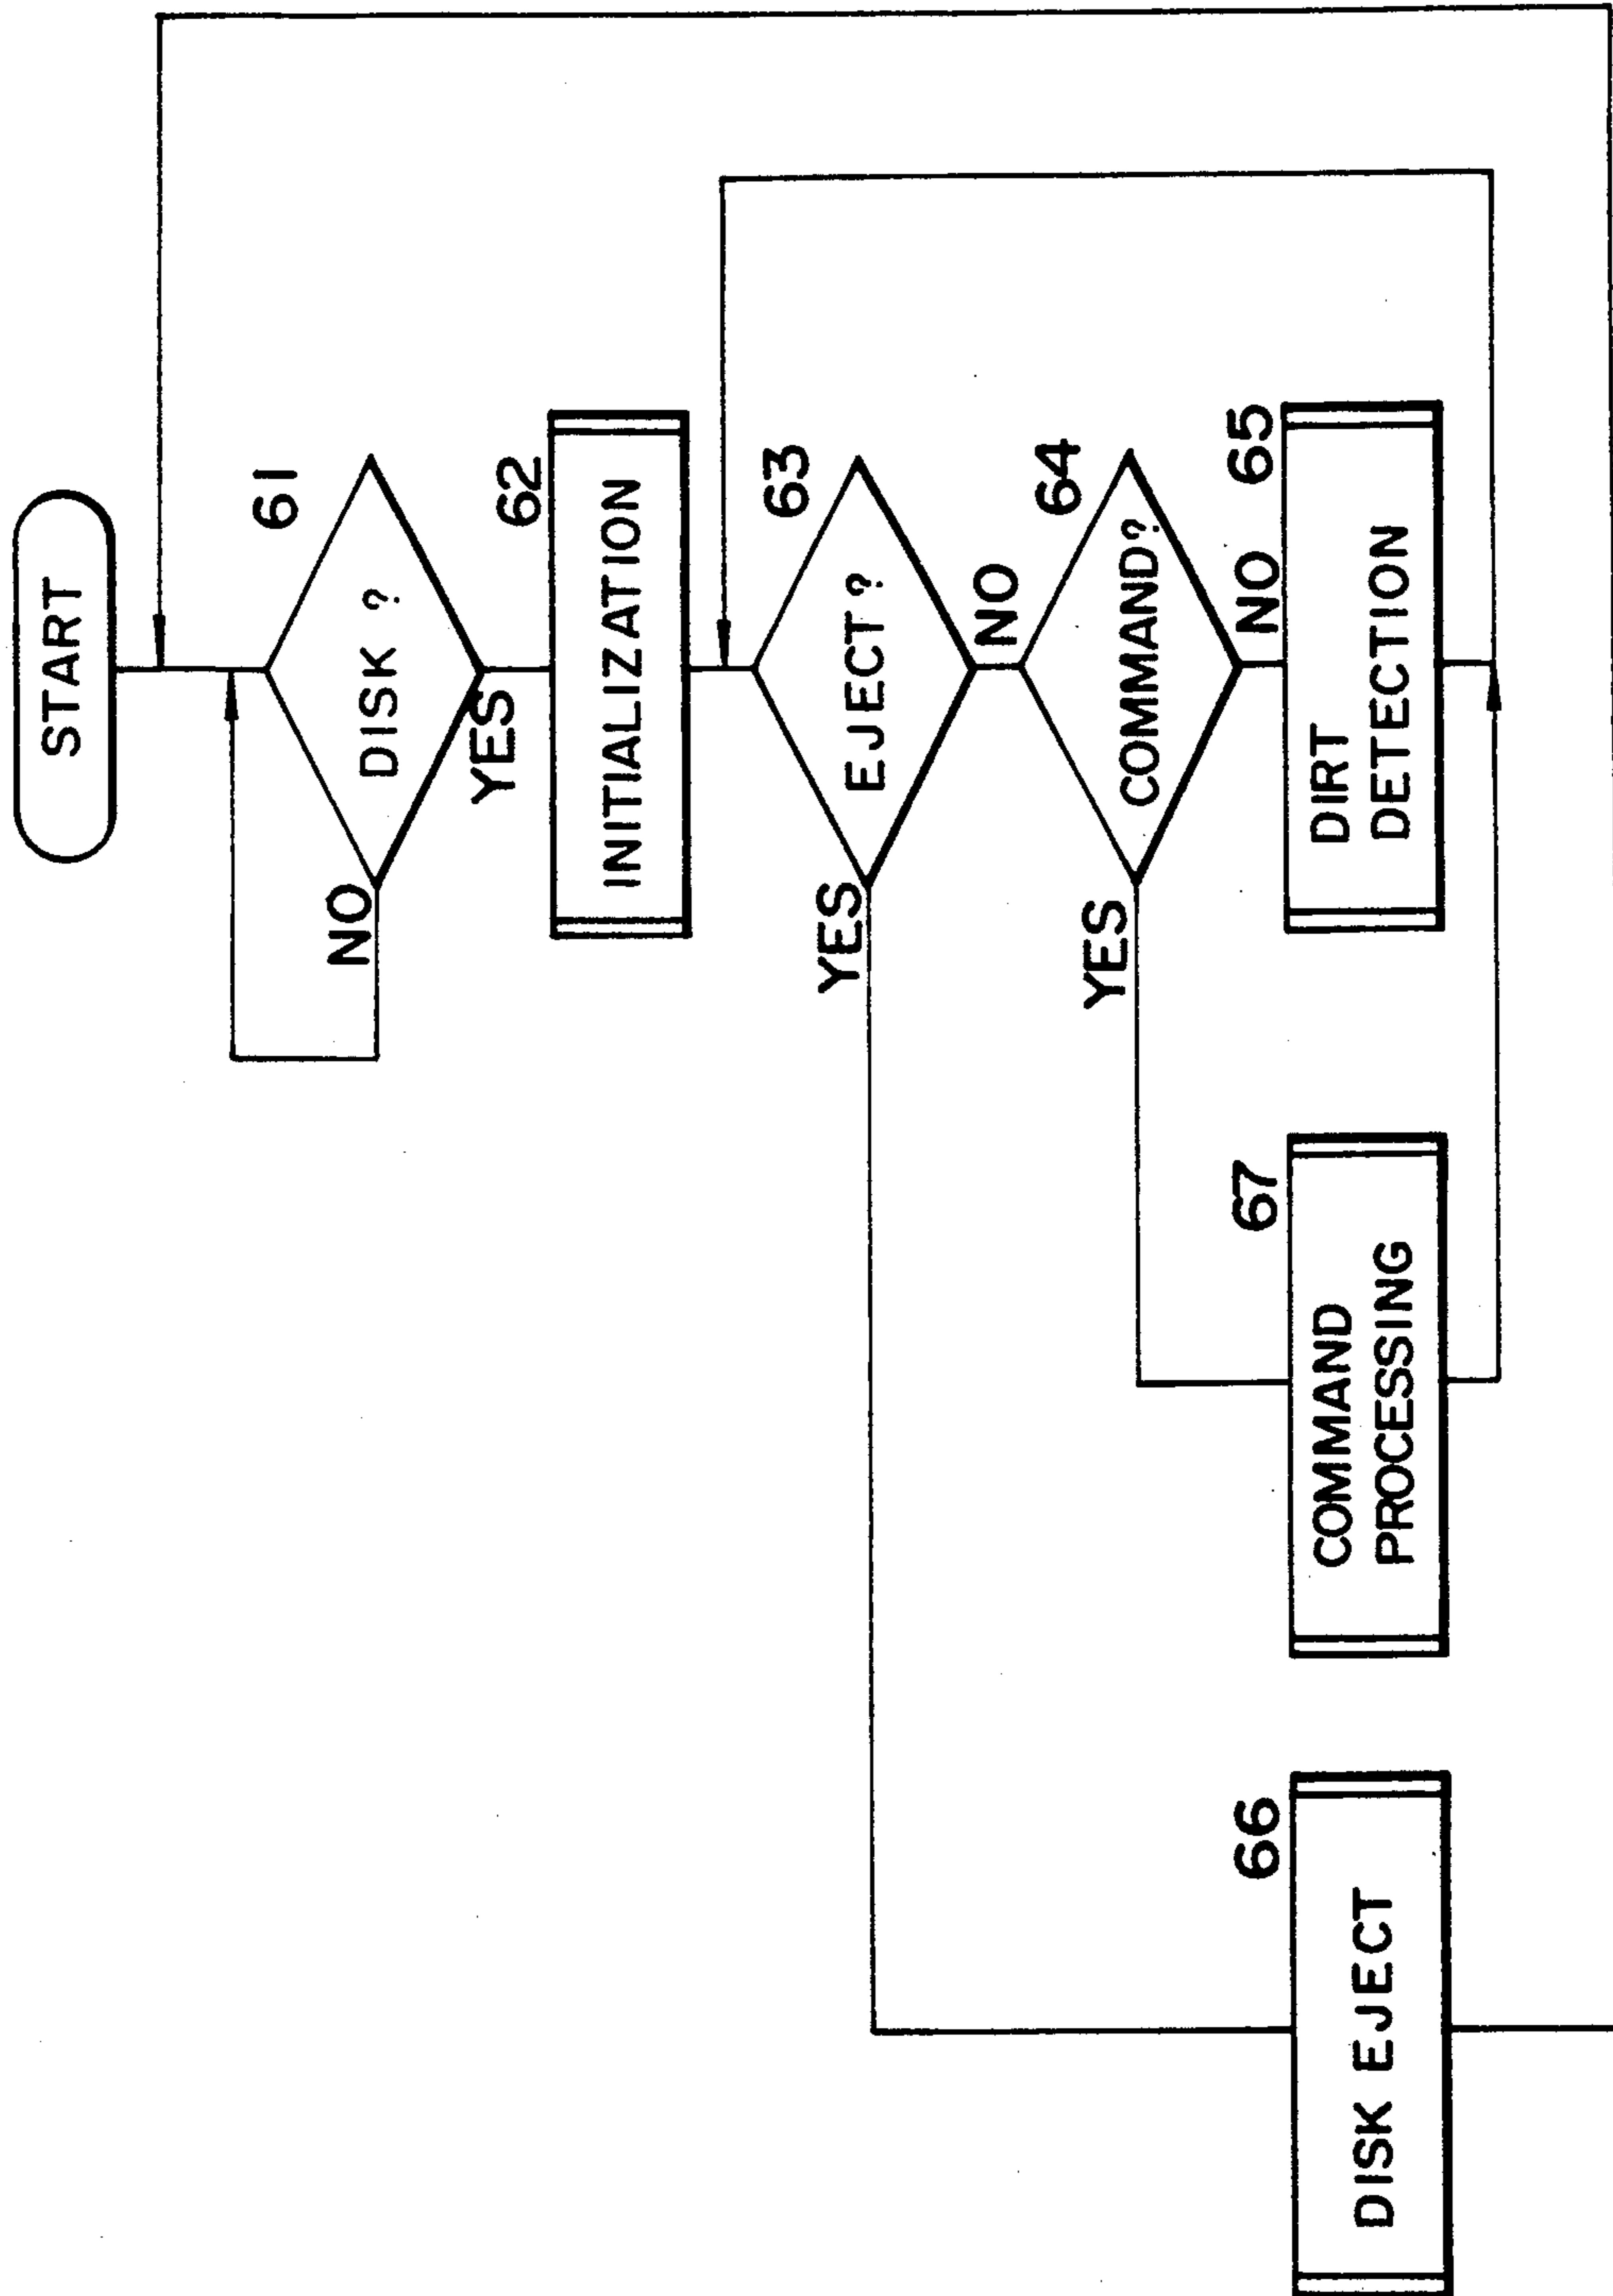 START
61
DISK ?
NO
YES
62
INITIALIZATION
63
EJECT ?
YES
NO
64
COMMAND?
YES
NO
65
DIRT
DETECTION
67
COMMAND
PROCESSING
66
DISK EJECT